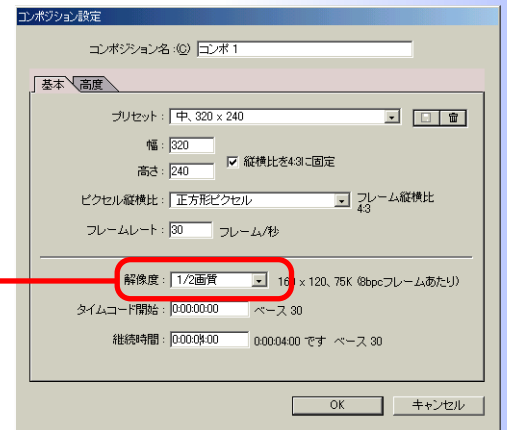 コンポジション設定
コンポジション名:(C) コンポ 1
基本 高度
プリセット: 中、320 x 240
幅: 320
縦横比を4:3に固定
高さ: 240
ピクセル縦横比: 正方形ピクセル フレーム縦横比
4:3
フレームレート: 30 フレーム/秒
解像度: 1/2画質 160 x 120、75K (8bpcフレームあたり)
タイムコード開始: 0:00:00:00 ベース 30
継続時間: 0:00:04:00 0:00:04:00 です ベース 30
OK キャンセル